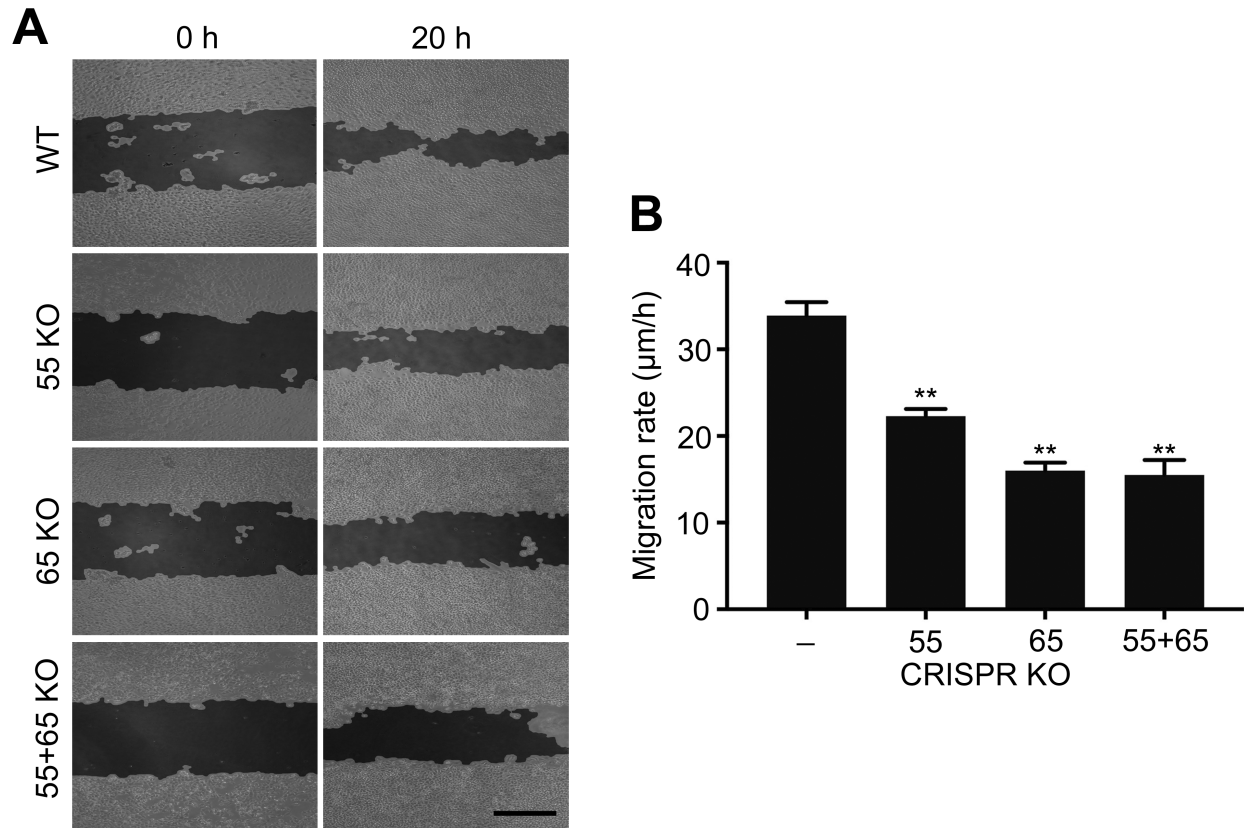 A
0 h
20 h
WT
55 KO
65 KO
55+65 KO
B
Migration rate (µm/h)
40
30
20
10
0
**
**
**
–
55
65
55+65
CRISPR KO